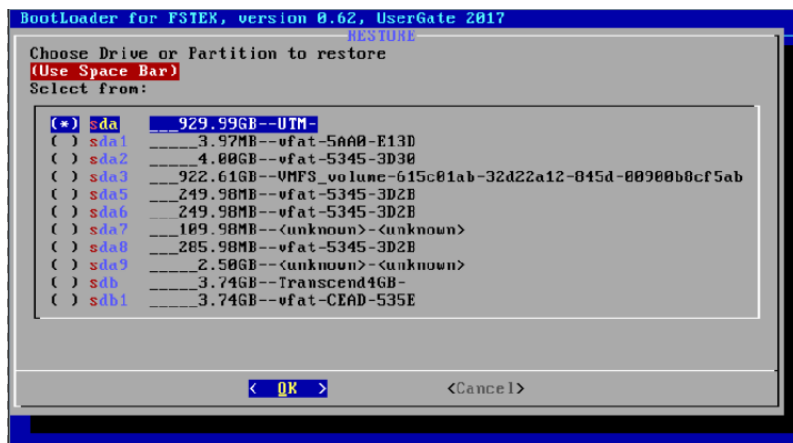 BootLoader for FSTEK, version 0.62, UserGate 2017
RESTORE
Choose Drive or Partition to restore
(Use Space Bar)
Select from:
(*) sda ___929.99GB--UTM-
( ) sda1 _____3.97MB--vfat-5AA0-E13D
( ) sda2 _____4.00GB--vfat-5345-3D30
( ) sda3 ___922.61GB--VMFS_volume-615c01ab-32d22a12-845d-00900b8cf5ab
( ) sda5 ___249.98MB--vfat-5345-3D2B
( ) sda6 ___249.98MB--vfat-5345-3D2B
( ) sda7 ___109.98MB--<unknown>-<unknown>
( ) sda8 ___285.98MB--vfat-5345-3D2B
( ) sda9 _____2.50GB--<unknown>-<unknown>
( ) sdb _____3.74GB--Transcend4GB-
( ) sdb1 _____3.74GB--vfat-CEAD-535E
< OK > <Cancel>